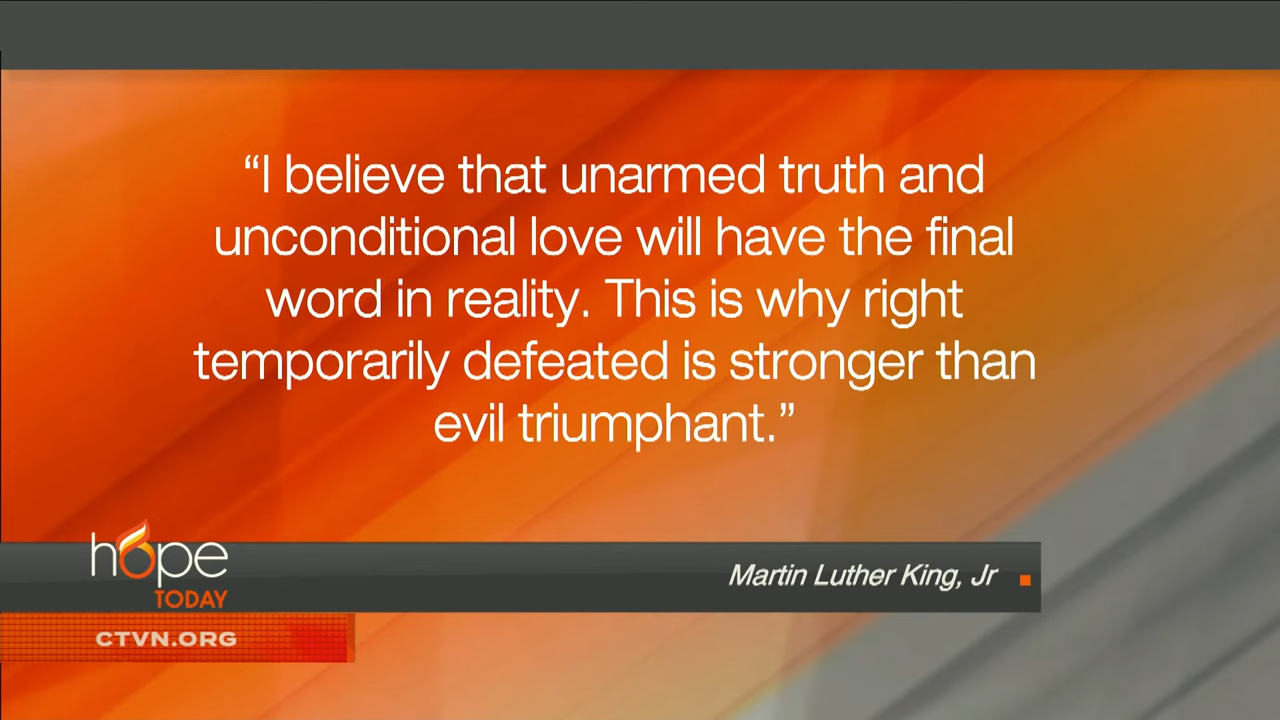 “I believe that unarmed truth and
unconditional love will have the final
word in reality. This is why right
temporarily defeated is stronger than
evil triumphant.”
Martin Luther King, Jr
hope
TODAY
CTVN.ORG